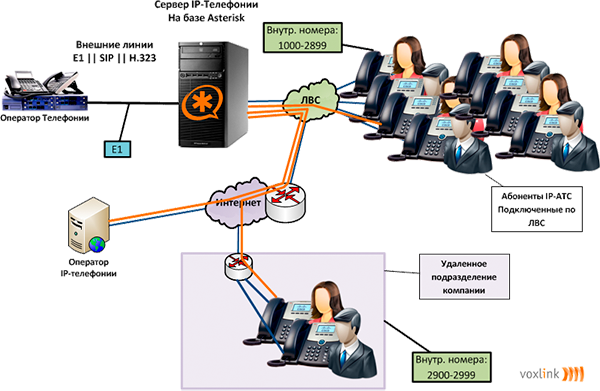 Сервер IP-Телефонии
На базе Asterisk
Внешние линии
E1 || SIP || H.323
Внутр. номера:
1000-2899
ЛВС
Оператор Телефонии
E1
Абоненты IP-АТС
Подключенные по
ЛВС
Интернет
Оператор
IP-телефонии
Удаленное
подразделение
компании
Внутр. номера:
2900-2999
voxlink